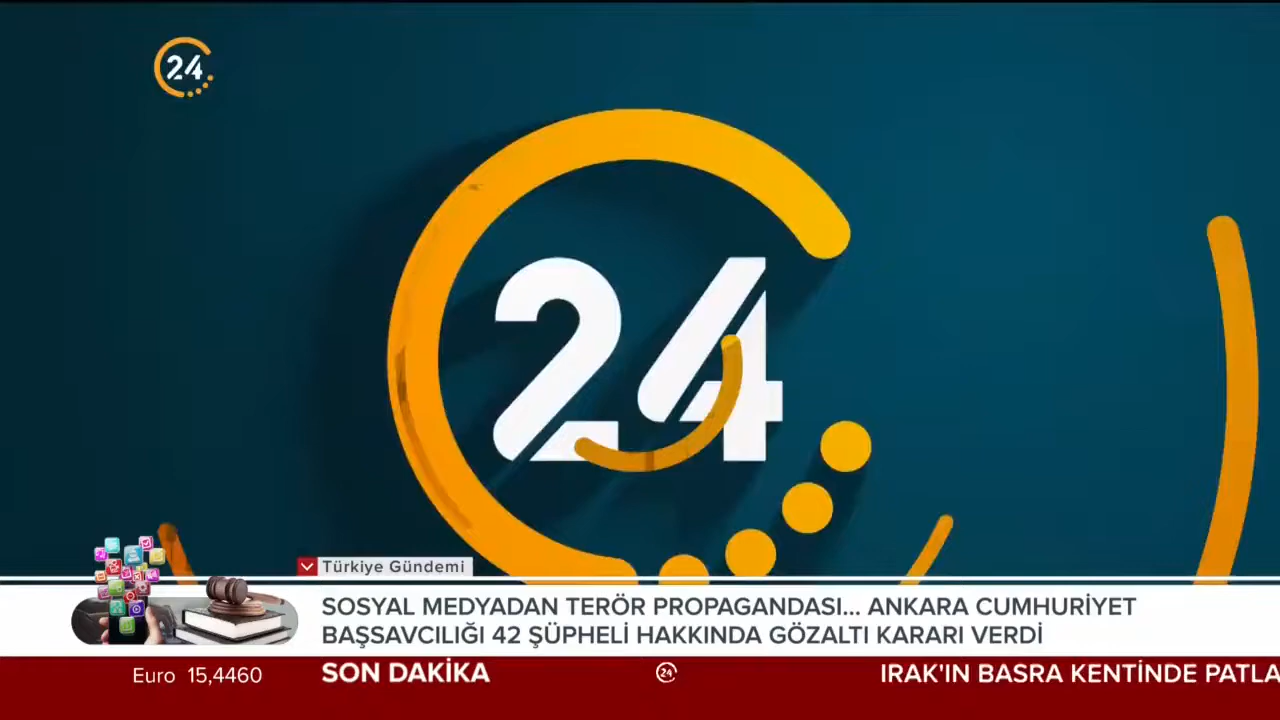 24
24
Türkiye Gündemi
SOSYAL MEDYADAN TERÖR PROPAGANDASI... ANKARA CUMHURİYET
BAŞSAVCILIĞI 42 ŞÜPHELİ HAKKINDA GÖZALTI KARARI VERDİ
Euro 15,4460 SON DAKİKA 24 IRAK'IN BASRA KENTİNDE PATLA